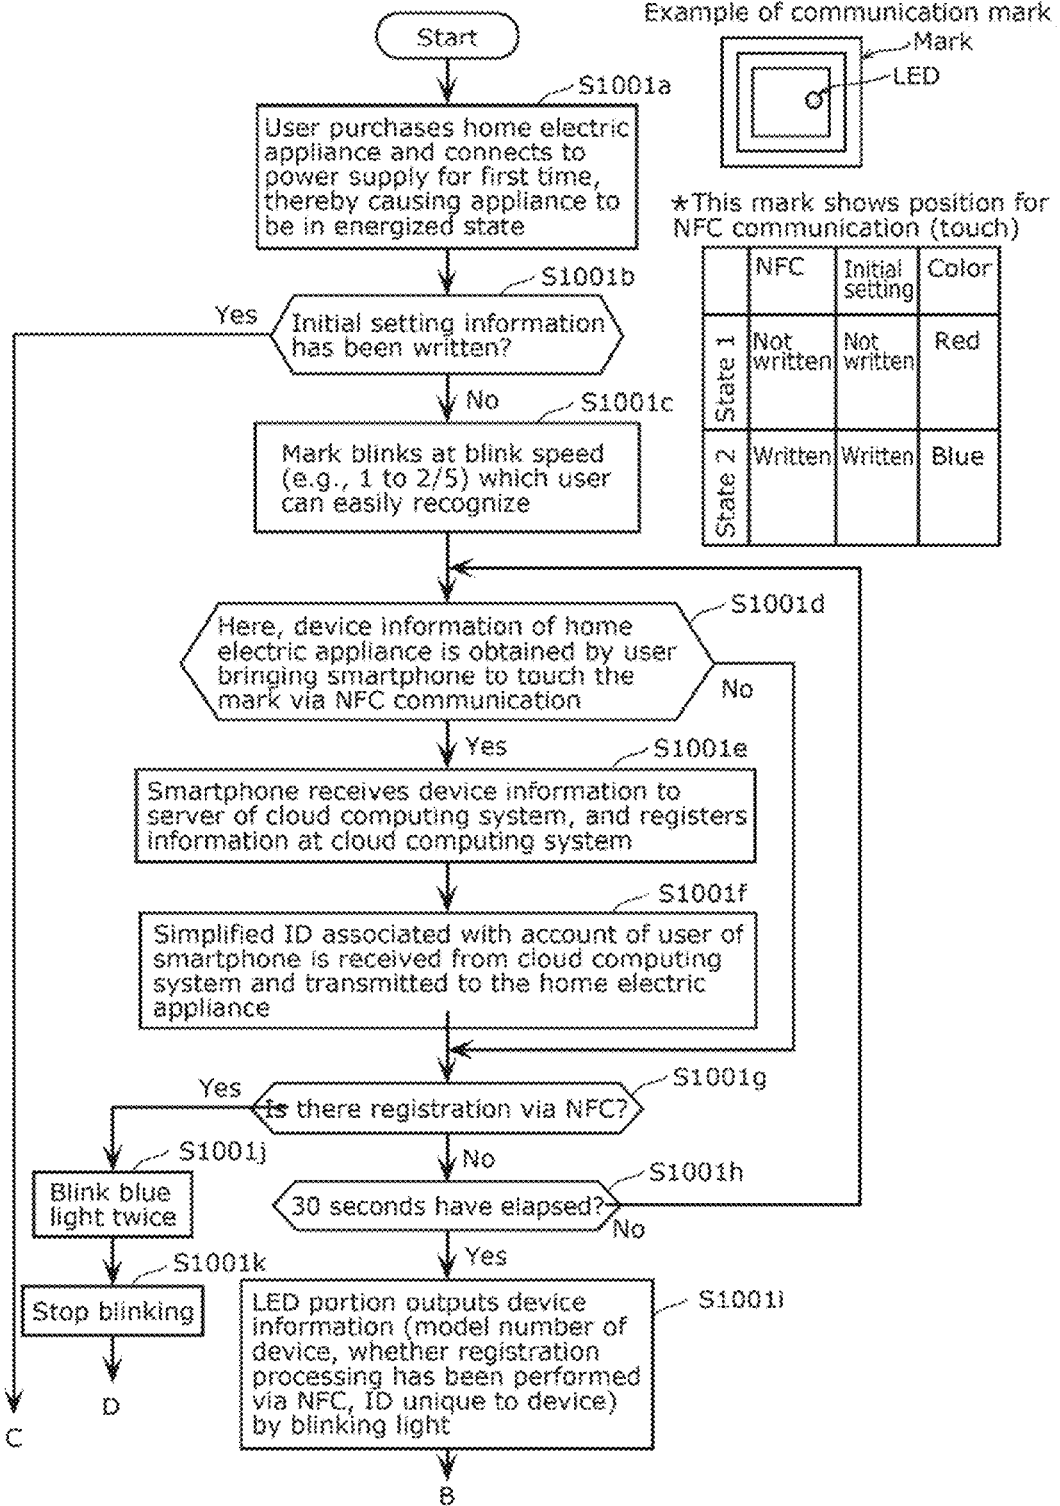 Example of communication mark
Mark
LED
Start
S1001a
User purchases home electric
appliance and connects to
power supply for first time,
thereby causing appliance to
be in energized state
*This mark shows position for
NFC communication (touch)
NFC
Initial
setting
Color
State 1
Not
written
Not
written
Red
State 2
Written
Written
Blue
S1001b
Yes
Initial setting information
has been written?
No
S1001c
Mark blinks at blink speed
(e.g., 1 to 2/5) which user
can easily recognize
S1001d
Here, device information of home
electric appliance is obtained by user
bringing smartphone to touch the
mark via NFC communication
No
Yes
S1001e
Smartphone receives device information to
server of cloud computing system, and registers
information at cloud computing system
S1001f
Simplified ID associated with account of user of
smartphone is received from cloud computing
system and transmitted to the home electric
appliance
S1001g
Yes
Is there registration via NFC?
No
S1001j
Blink blue
light twice
S1001h
30 seconds have elapsed?
No
Yes
S1001k
Stop blinking
S1001i
LED portion outputs device
information (model number of
device, whether registration
processing has been performed
via NFC, ID unique to device)
by blinking light
D
C
B